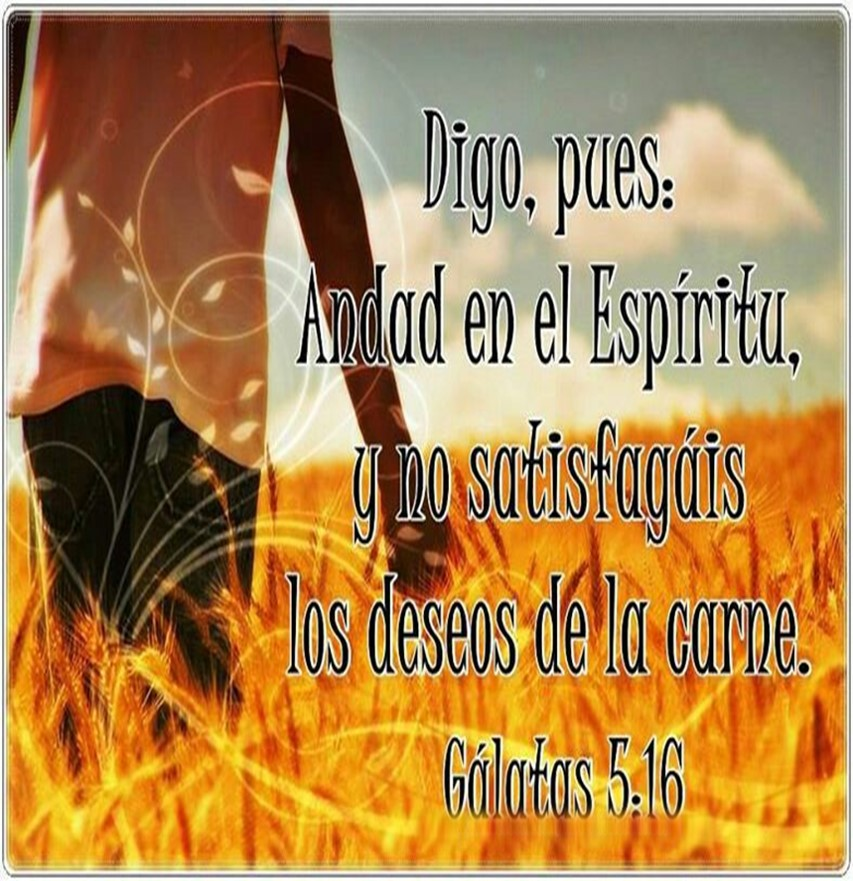 Digo, pues:
Andad en el Espíritu,
y no satisfagáis
los deseos de la carne.
Gálatas 5:16